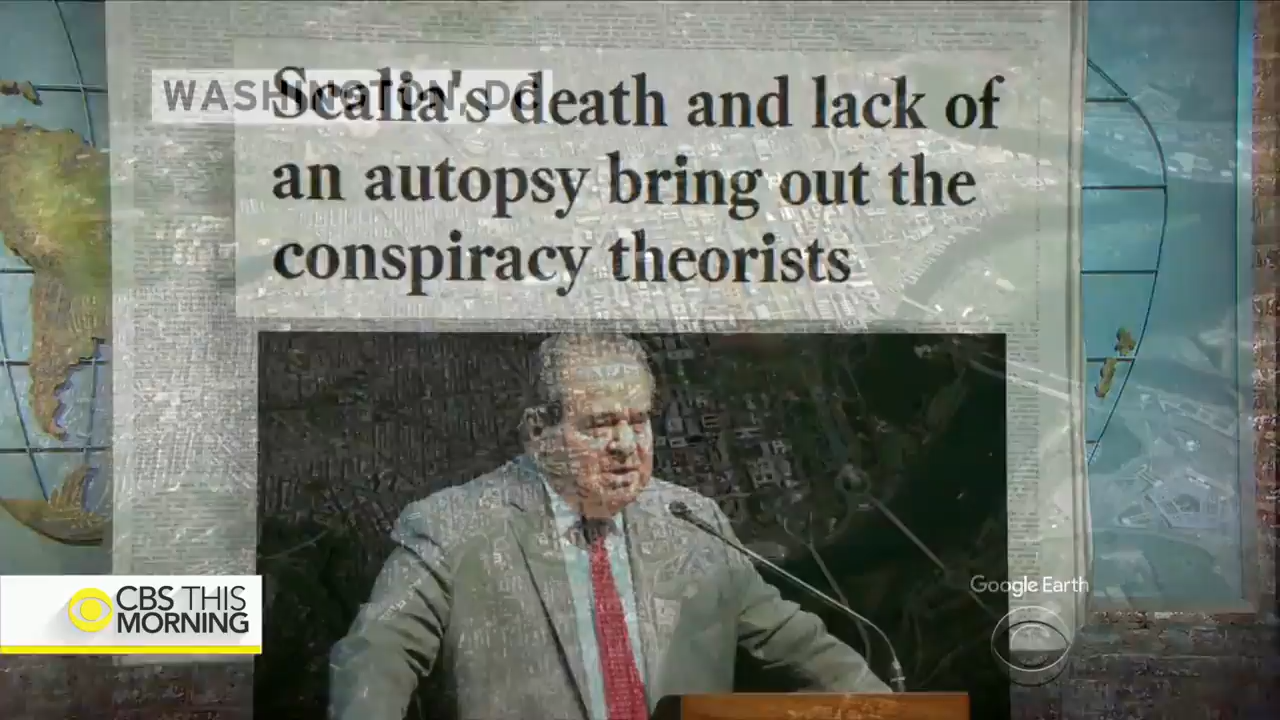 WASHINGTON, DC
Scalia's death and lack of
an autopsy bring out the
conspiracy theorists
Google Earth
CBS THIS
MORNING